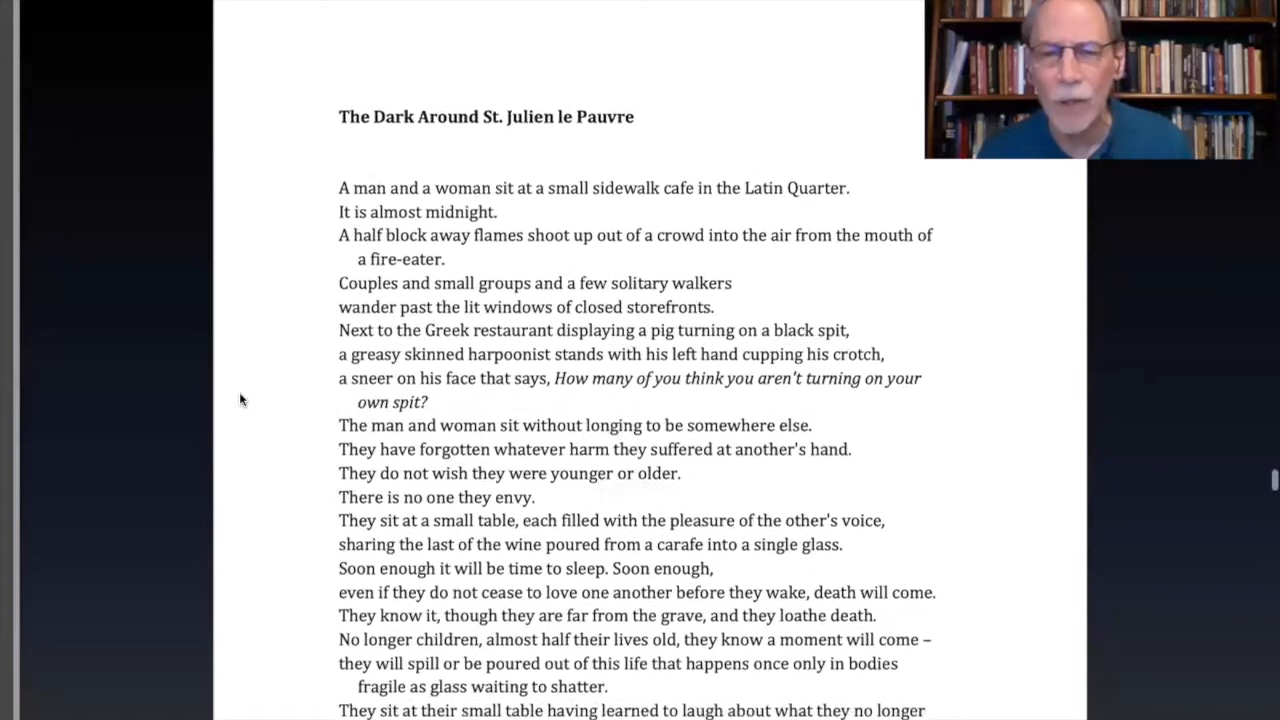 The Dark Around St. Julien le Pauvre
A man and a woman sit at a small sidewalk cafe in the Latin Quarter.
It is almost midnight.
A half block away flames shoot up out of a crowd into the air from the mouth of
a fire-eater.
Couples and small groups and a few solitary walkers
wander past the lit windows of closed storefronts.
Next to the Greek restaurant displaying a pig turning on a black spit,
a greasy skinned harpoonist stands with his left hand cupping his crotch,
a sneer on his face that says, How many of you think you aren't turning on your
own spit?
The man and woman sit without longing to be somewhere else.
They have forgotten whatever harm they suffered at another's hand.
They do not wish they were younger or older.
There is no one they envy.
They sit at a small table, each filled with the pleasure of the other's voice,
sharing the last of the wine poured from a carafe into a single glass.
Soon enough it will be time to sleep. Soon enough,
even if they do not cease to love one another before they wake, death will come.
They know it, though they are far from the grave, and they loathe death.
No longer children, almost half their lives old, they know a moment will come –
they will spill or be poured out of this life that happens once only in bodies
fragile as glass waiting to shatter.
They sit at their small table having learned to laugh about what they no longer